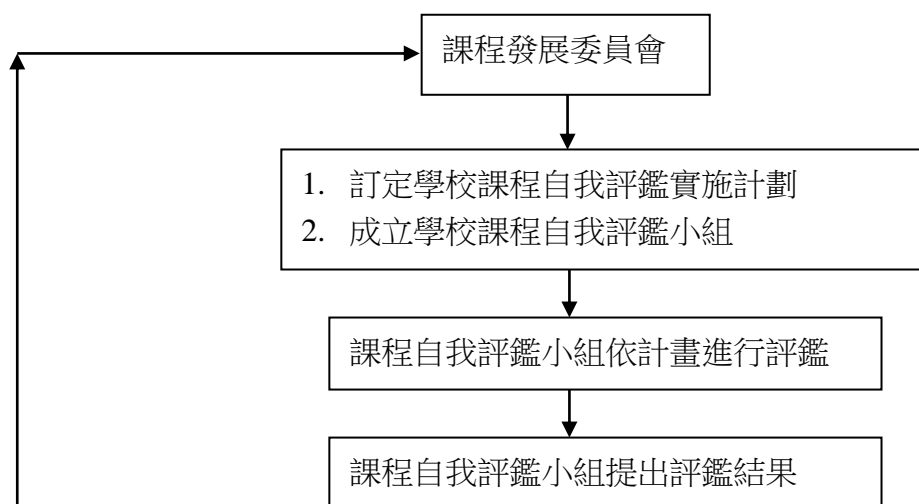 課程發展委員會
1. 訂定學校課程自我評鑑實施計劃
2. 成立學校課程自我評鑑小組
課程自我評鑑小組依計畫進行評鑑
課程自我評鑑小組提出評鑑結果